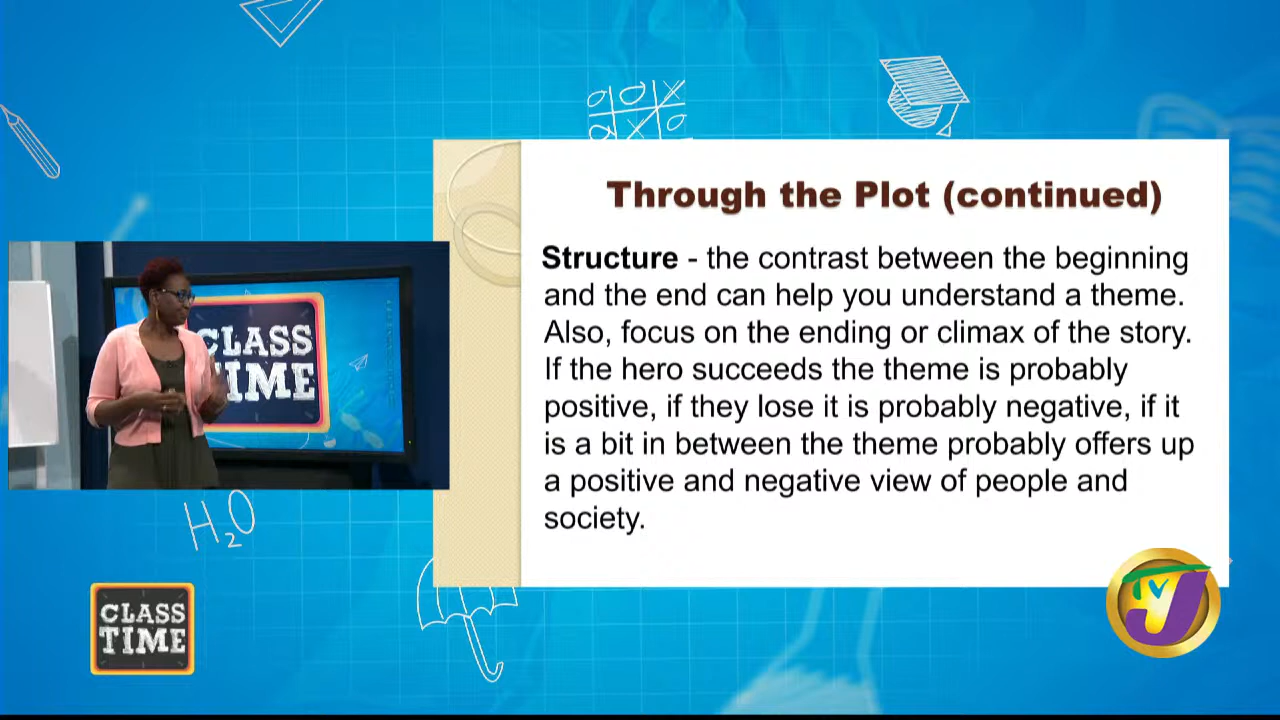 Through the Plot (continued)
Structure - the contrast between the beginning
and the end can help you understand a theme.
Also, focus on the ending or climax of the story.
If the hero succeeds the theme is probably
positive, if they lose it is probably negative, if it
is a bit in between the theme probably offers up
a positive and negative view of people and
society.
CLASS
TIME
H₂O
CLASS
TIME
TVJ